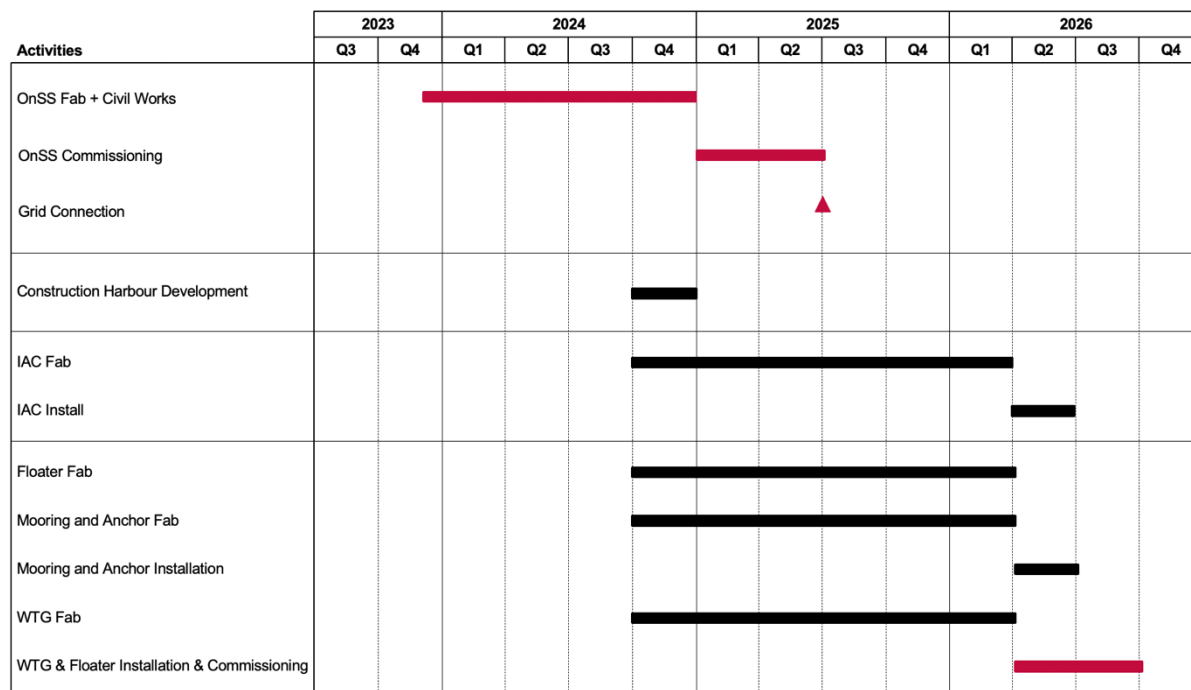 2023 2024 2025 2026
Activities Q3 Q4 Q1 Q2 Q3 Q4 Q1 Q2 Q3 Q4 Q1 Q2 Q3 Q4
OnSS Fab + Civil Works
OnSS Commissioning
Grid Connection
Construction Harbour Development
IAC Fab
IAC Install
Floater Fab
Mooring and Anchor Fab
Mooring and Anchor Installation
WTG Fab
WTG & Floater Installation & Commissioning